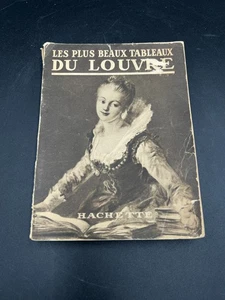 LES PLUS BEAUX TABLEAUX
DU LOUVRE
HACHETTE